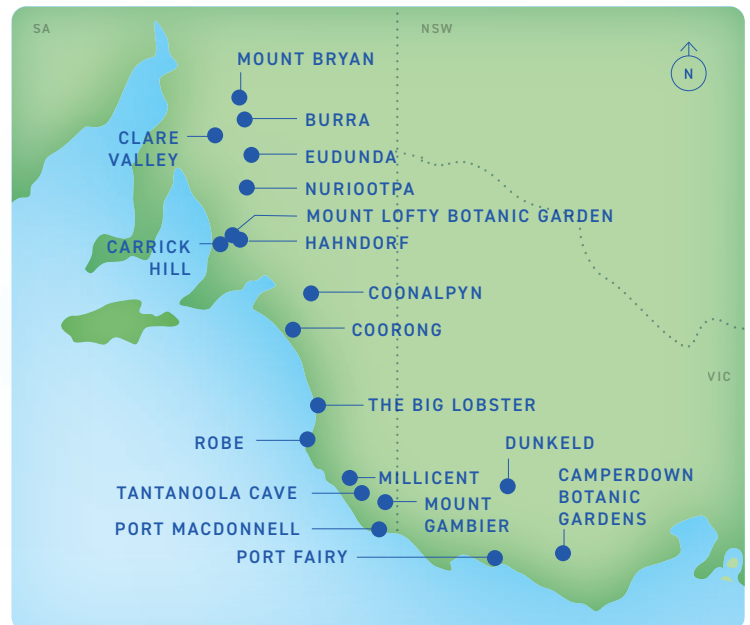 SA
NSW
N
MOUNT BRYAN
BURRA
CLARE
VALLEY
EUDUNDA
NURIOOTPA
MOUNT LOFTY BOTANIC GARDEN
HAHNDORF
CARRICK
HILL
COONALPYN
COORONG
VIC
THE BIG LOBSTER
ROBE
DUNKELD
MILLICENT
CAMPERDOWN
BOTANIC
GARDENS
TANTANOOLA CAVE
MOUNT
GAMBIER
PORT MACDONNELL
PORT FAIRY